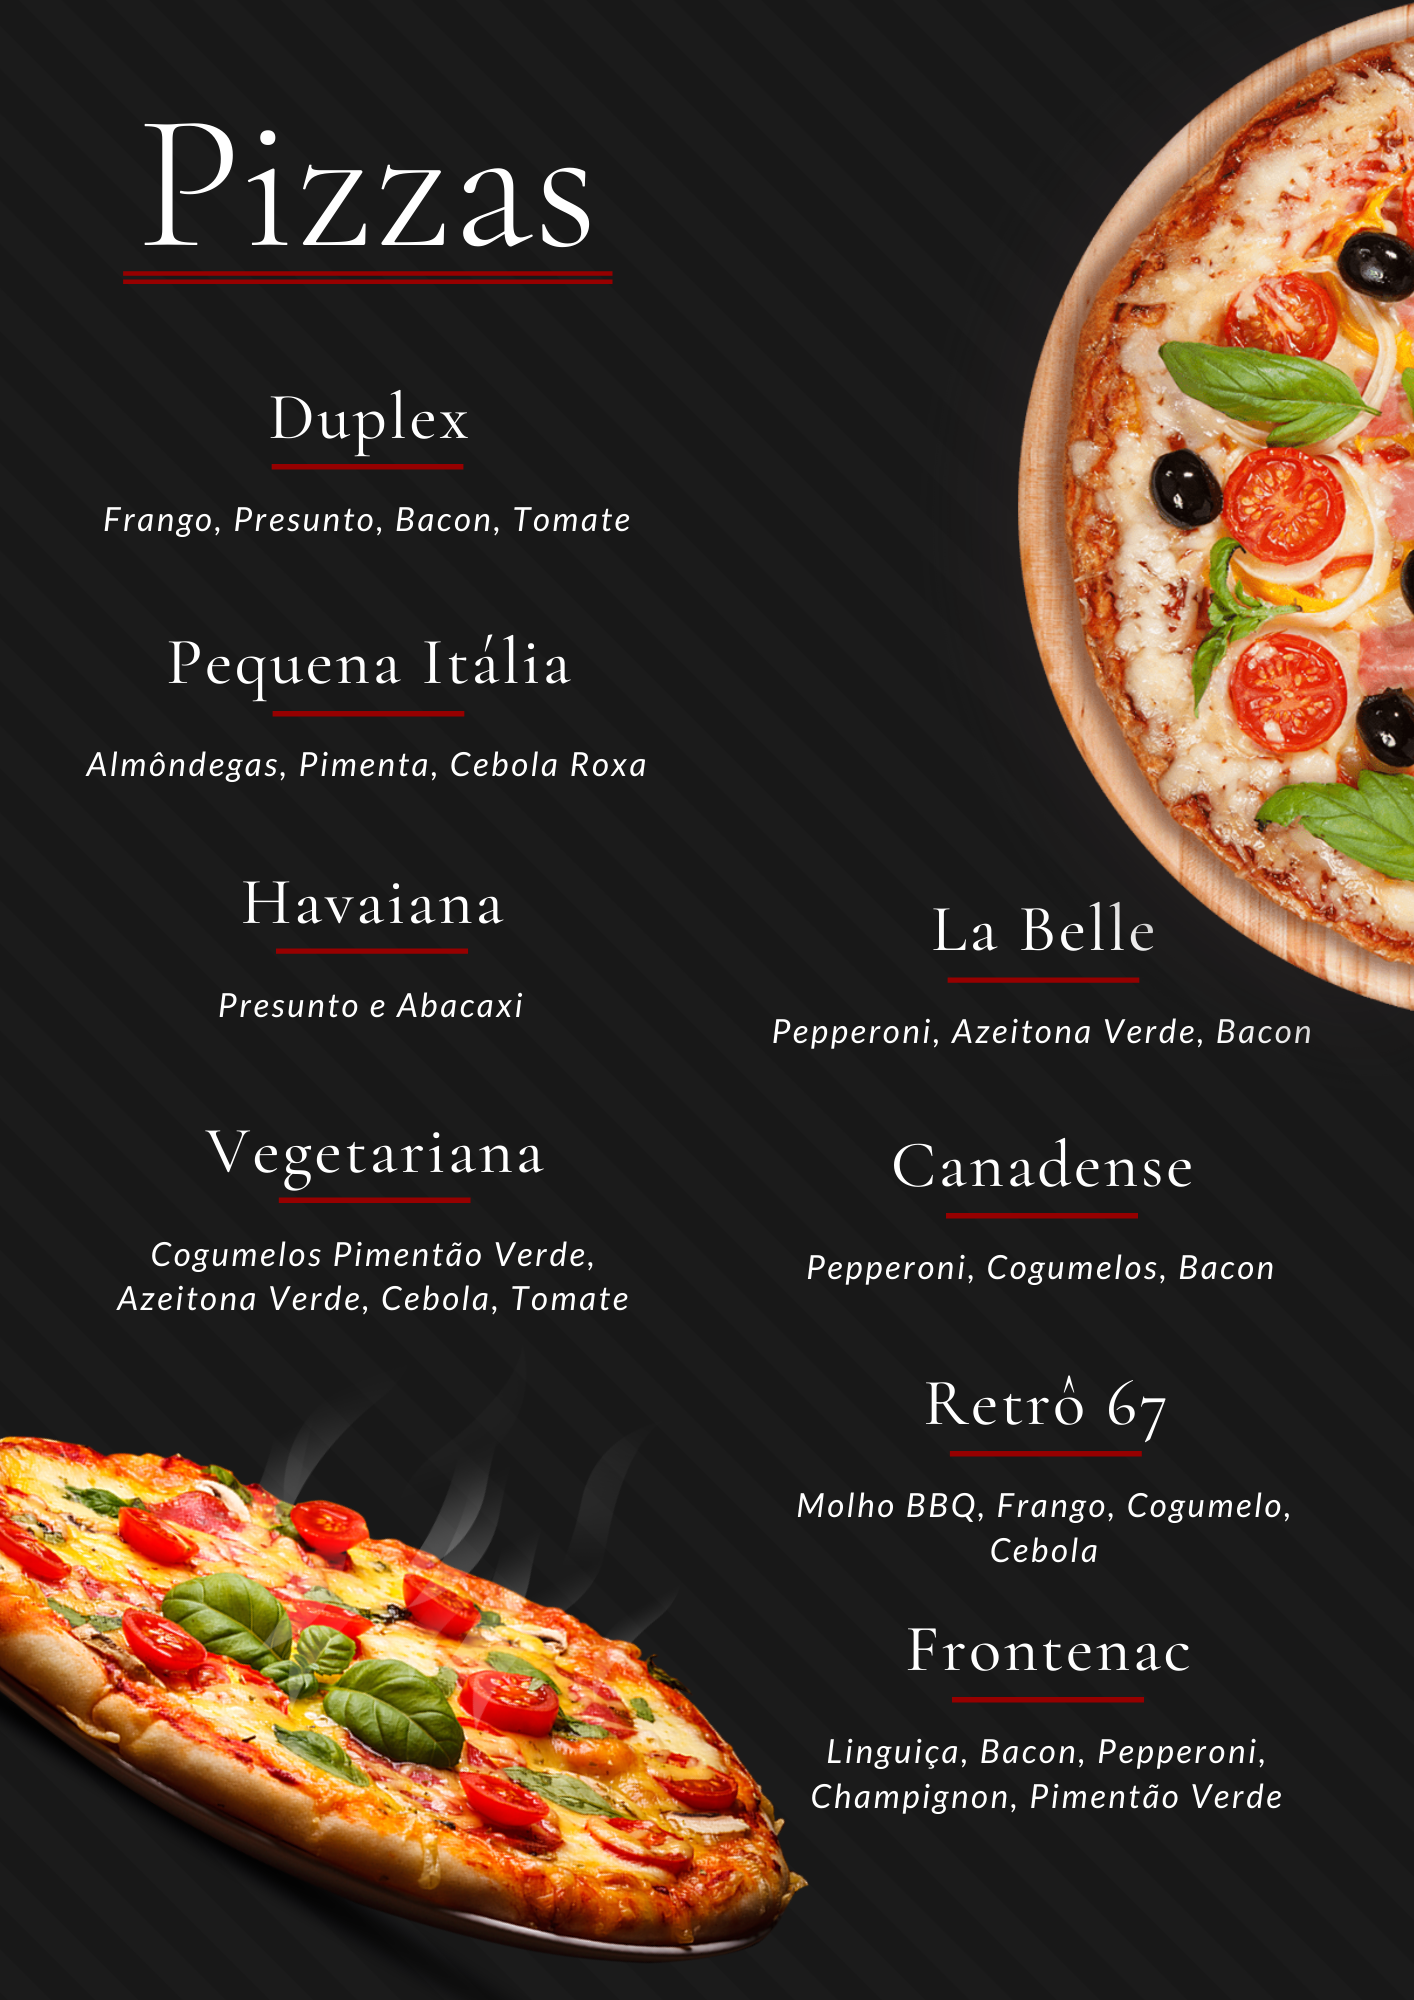 Pizzas
Duplex
Frango, Presunto, Bacon, Tomate
Pequena Itália
Almôndegas, Pimenta, Cebola Roxa
Havaiana
Presunto e Abacaxi
Vegetariana
Cogumelos Pimentão Verde,
Azeitona Verde, Cebola, Tomate
La Belle
Pepperoni, Azeitona Verde, Bacon
Canadense
Pepperoni, Cogumelos, Bacon
Retrô 67
Molho BBQ, Frango, Cogumelo,
Cebola
Frontenac
Linguiça, Bacon, Pepperoni,
Champignon, Pimentão Verde